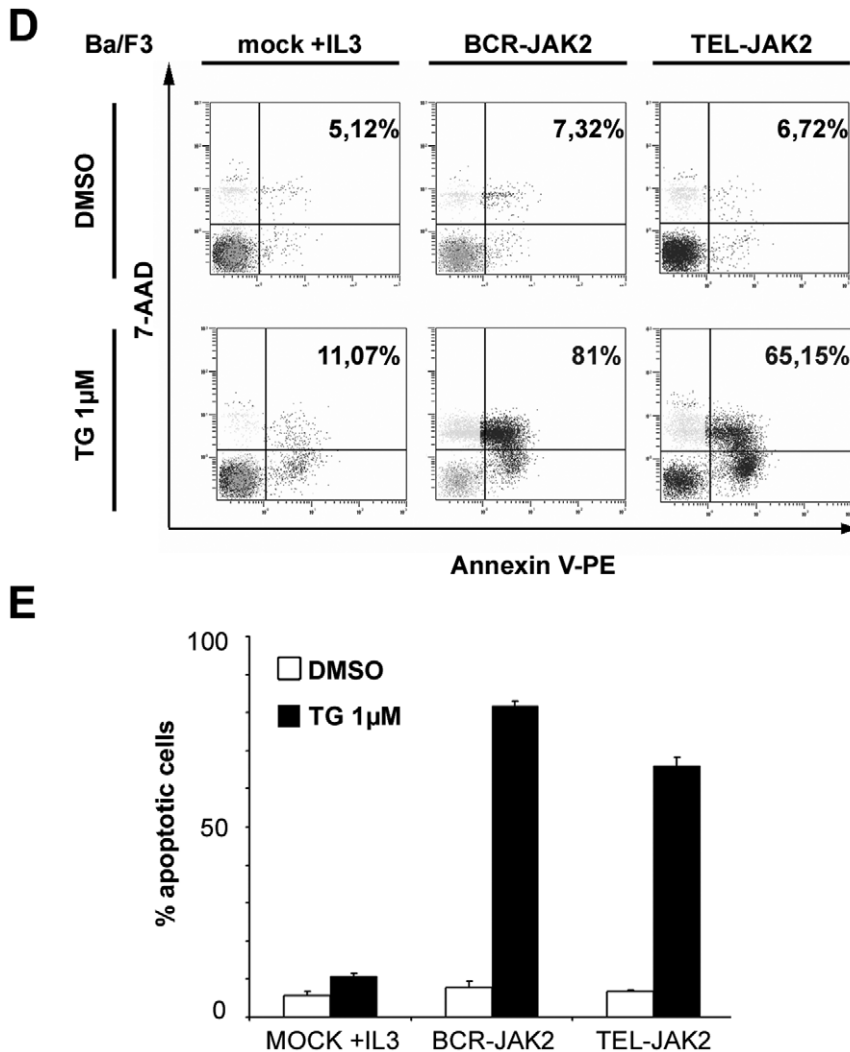 D
Ba/F3 mock +IL3 BCR-JAK2 TEL-JAK2
DMSO
5,12% 7,32% 6,72%
7-AAD
TG 1µM
11,07% 81% 65,15%
Annexin V-PE
E
100
50
0
% apoptotic cells
DMSO
TG 1µM
MOCK +IL3 BCR-JAK2 TEL-JAK2